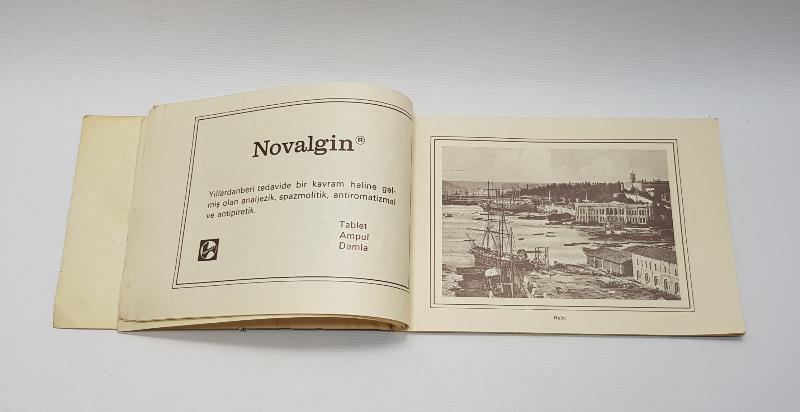 Novalgin®
Yıllardanberi tedavide bir kavram haline gel-
miş olan analjezik, spazmolitik, antiromatizmal
ve antipiretik.
Tablet
Ampul
Damla
Haliç